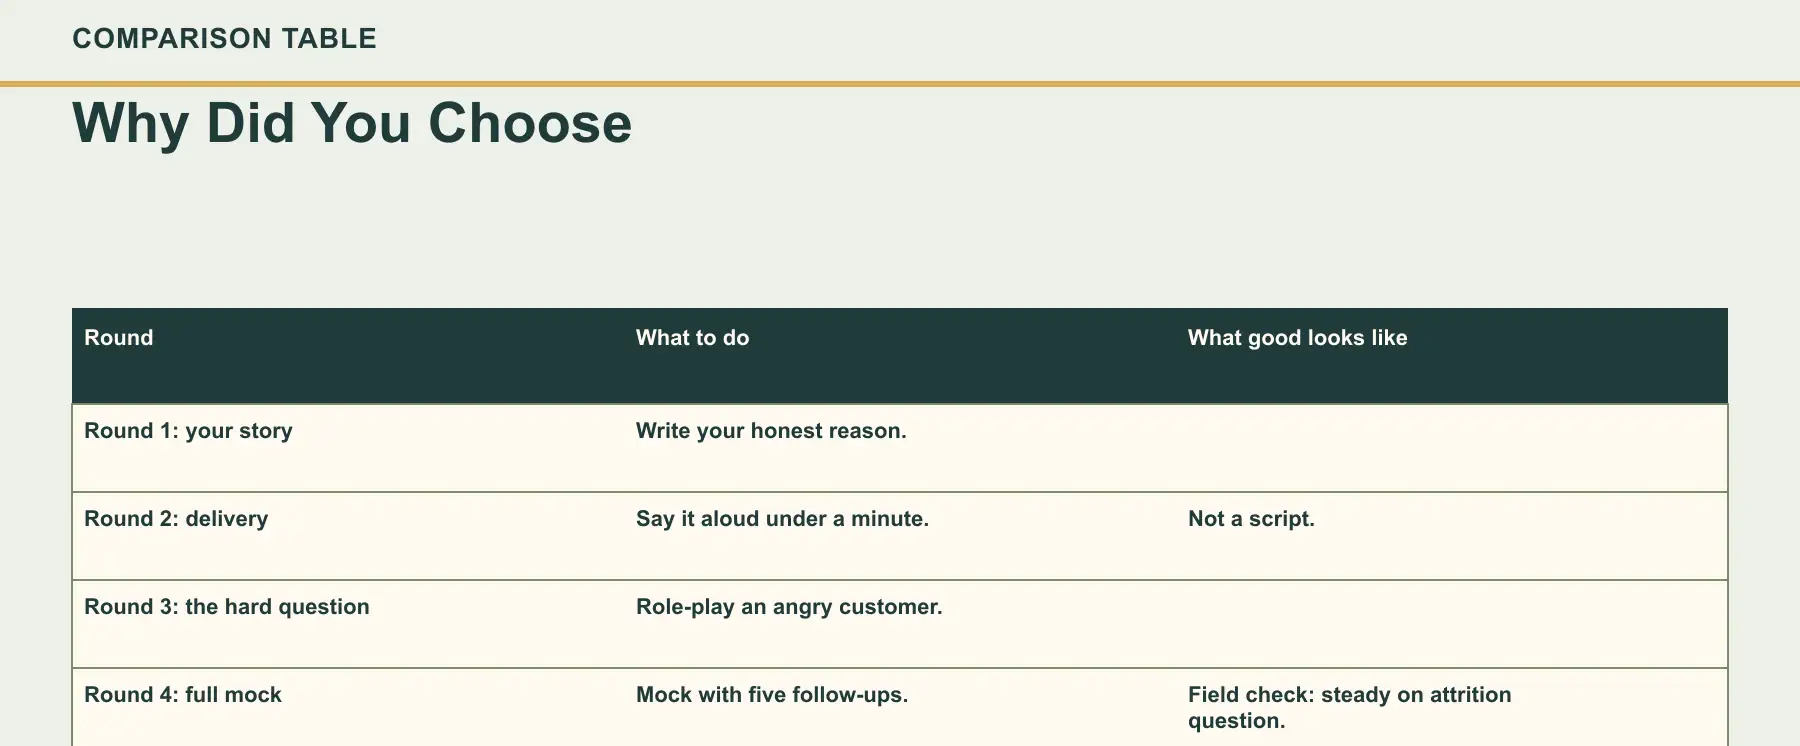 COMPARISON TABLE
Why Did You Choose
Round
What to do
What good looks like
Round 1: your story
Write your honest reason.
Round 2: delivery
Say it aloud under a minute.
Not a script.
Round 3: the hard question
Role-play an angry customer.
Round 4: full mock
Mock with five follow-ups.
Field check: steady on attrition
question.